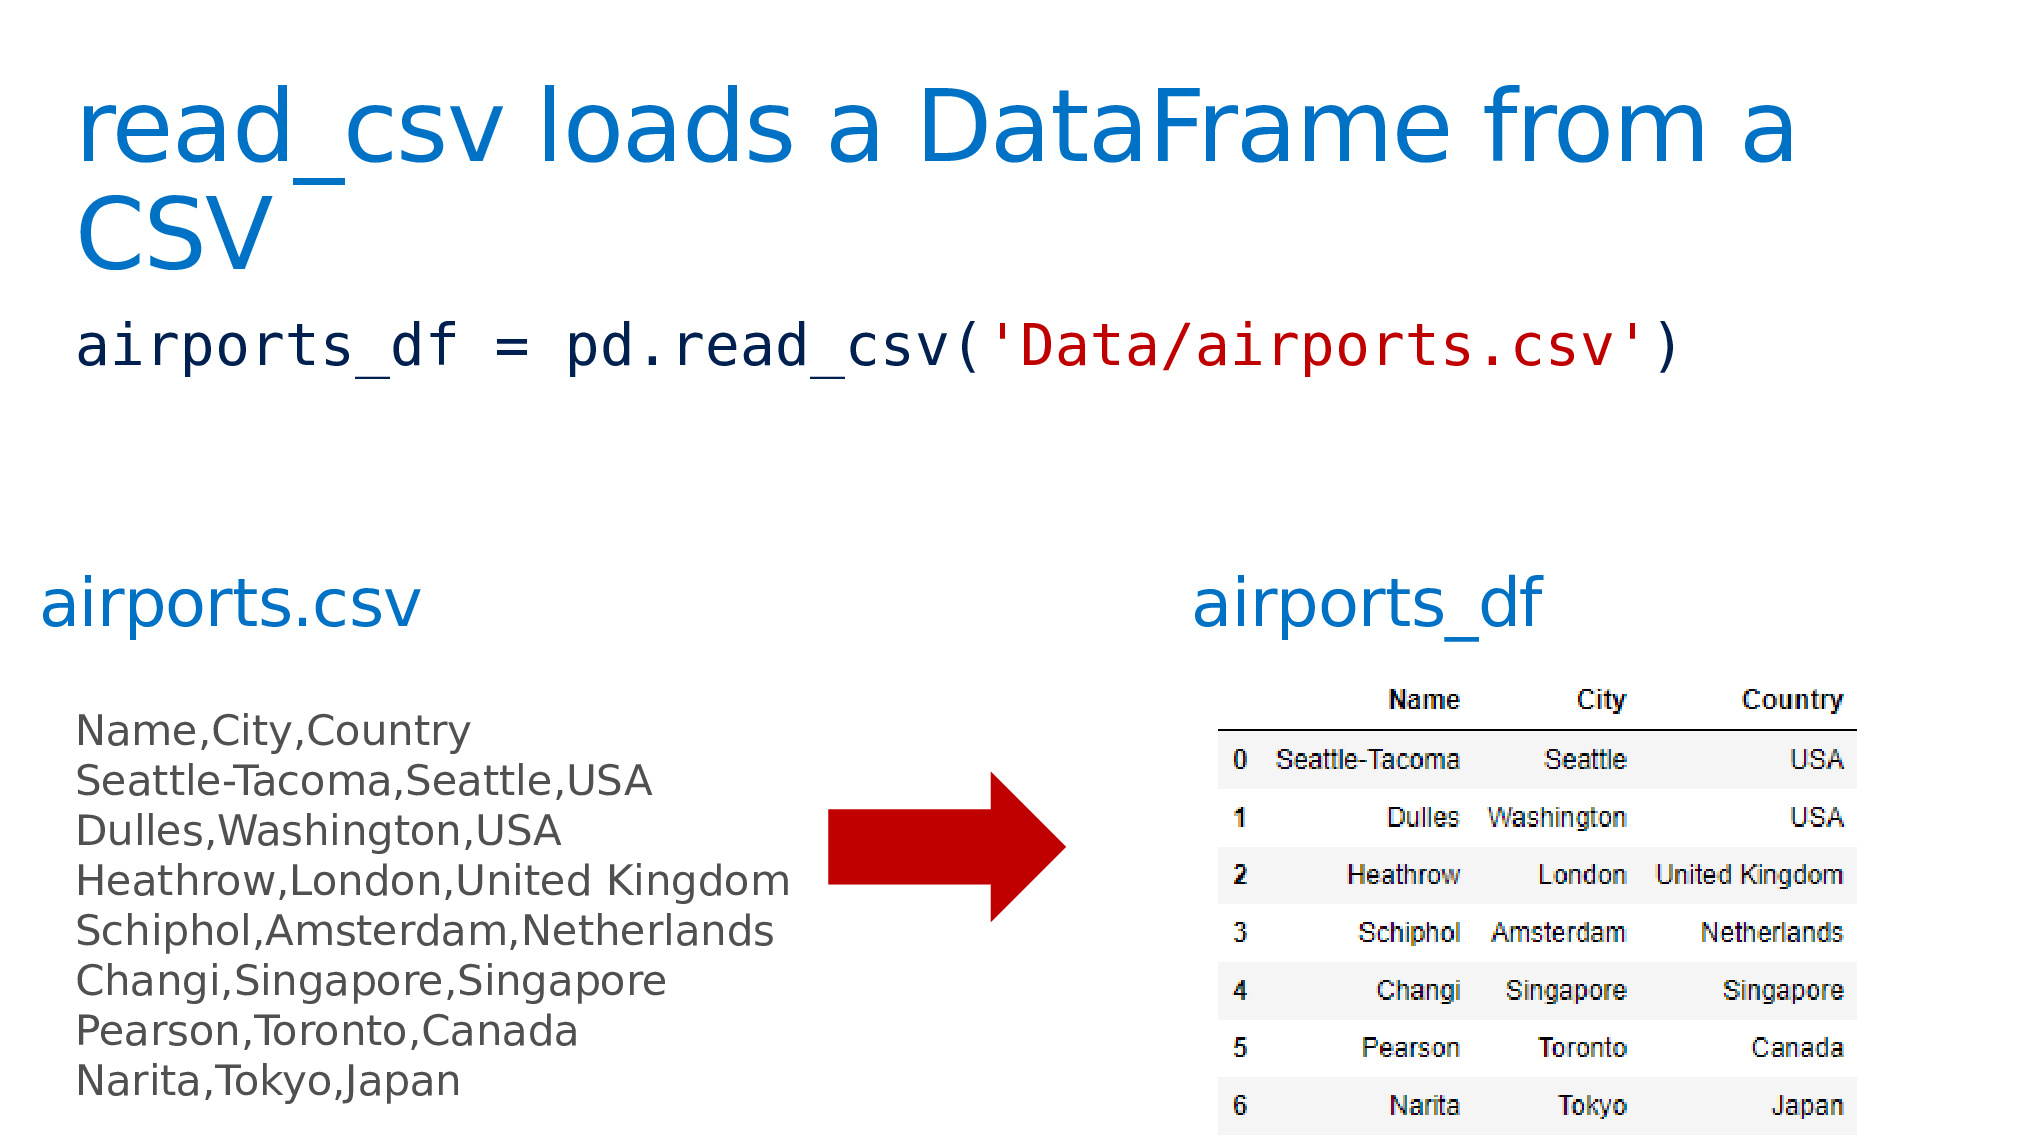 read_csv loads a DataFrame from a
CSV
airports_df = pd.read_csv('Data/airports.csv')
airports.csv
Name,City,Country
Seattle-Tacoma,Seattle,USA
Dulles,Washington,USA
Heathrow,London,United Kingdom
Schiphol,Amsterdam,Netherlands
Changi,Singapore,Singapore
Pearson,Toronto,Canada
Narita,Tokyo,Japan
airports_df
Name City Country
0 Seattle-Tacoma Seattle USA
1 Dulles Washington USA
2 Heathrow London United Kingdom
3 Schiphol Amsterdam Netherlands
4 Changi Singapore Singapore
5 Pearson Toronto Canada
6 Narita Tokyo Japan